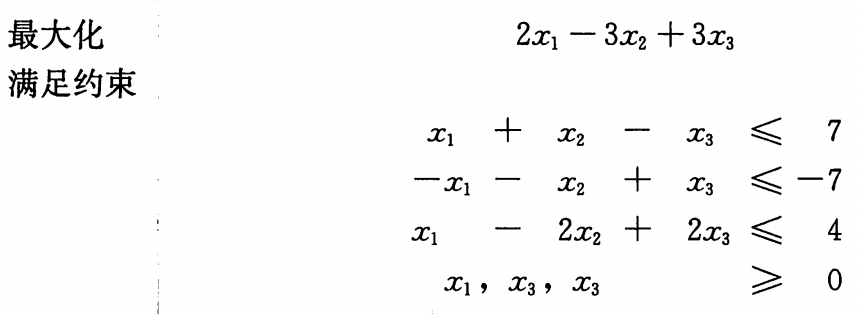 最大化 2x₁ − 3x₂ + 3x₃
满足约束
x₁ + x₂ − x₃ ⩽ 7
−x₁ − x₂ + x₃ ⩽ −7
x₁ − 2x₂ + 2x₃ ⩽ 4
x₁, x₃, x₃ ⩾ 0